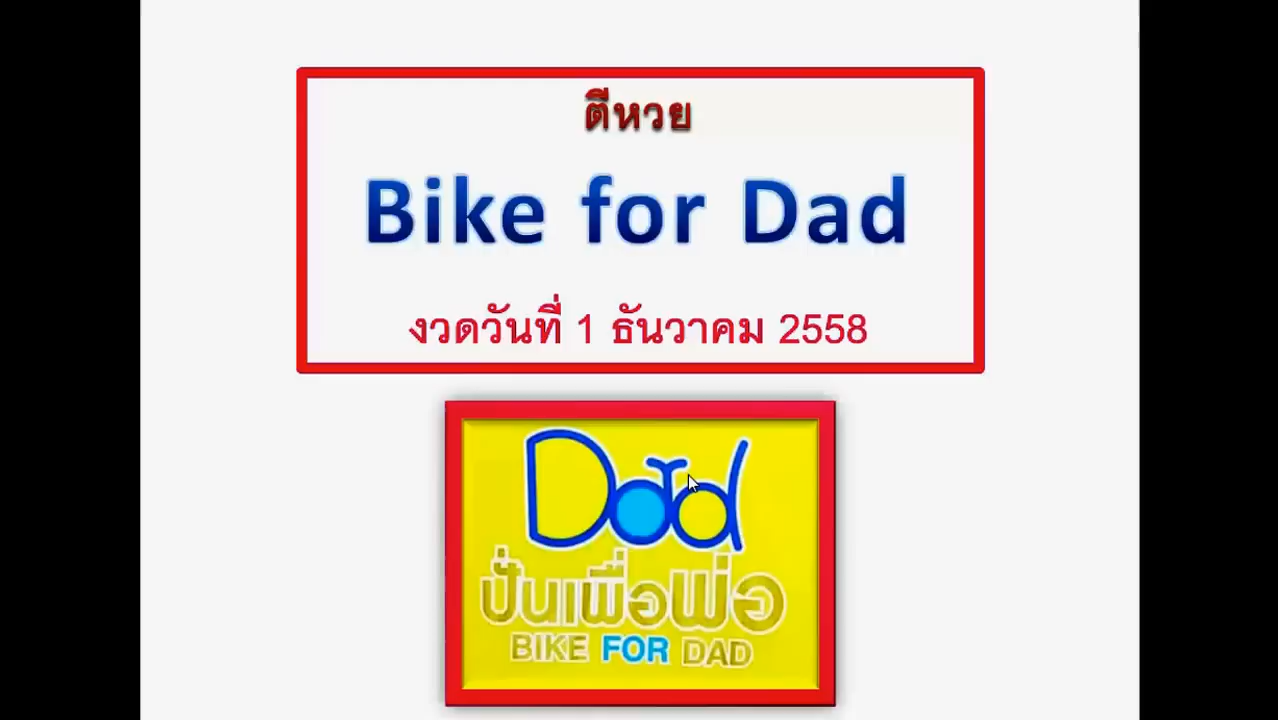 ตีหวย
Bike for Dad
งวดวันที่ 1 ธันวาคม 2558
Dad
ปั่นเพื่อพ่อ
BIKE FOR DAD